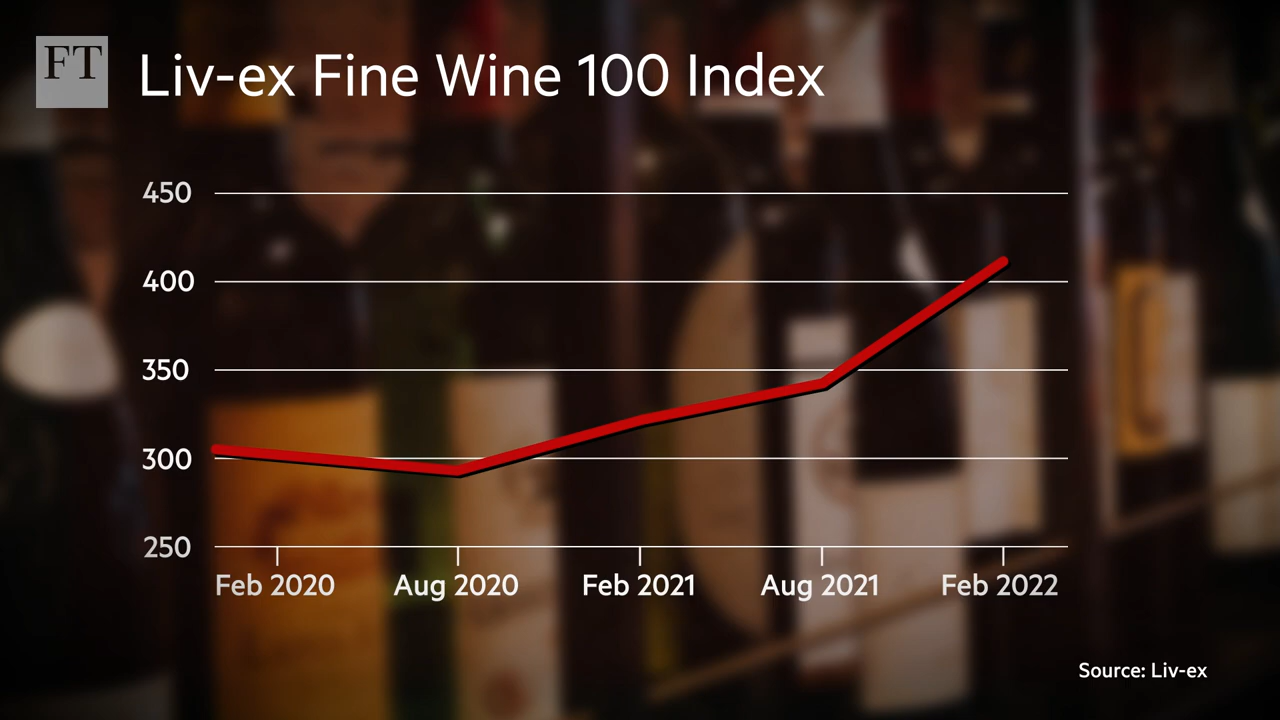 FT
Liv-ex Fine Wine 100 Index
450
400
350
300
250
Feb 2020 Aug 2020 Feb 2021 Aug 2021 Feb 2022
Source: Liv-ex